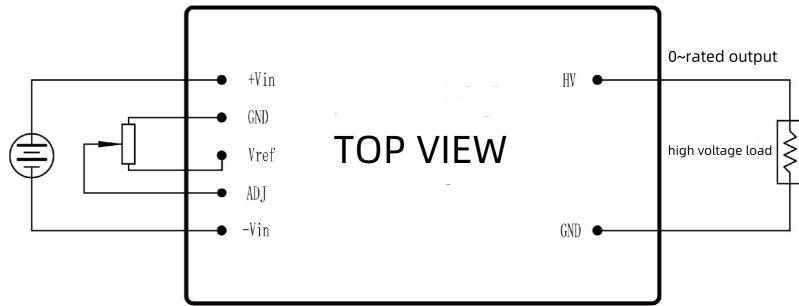 0~rated output
+Vin
HV
GND
TOP VIEW
high voltage load
Vref
ADJ
-Vin
GND